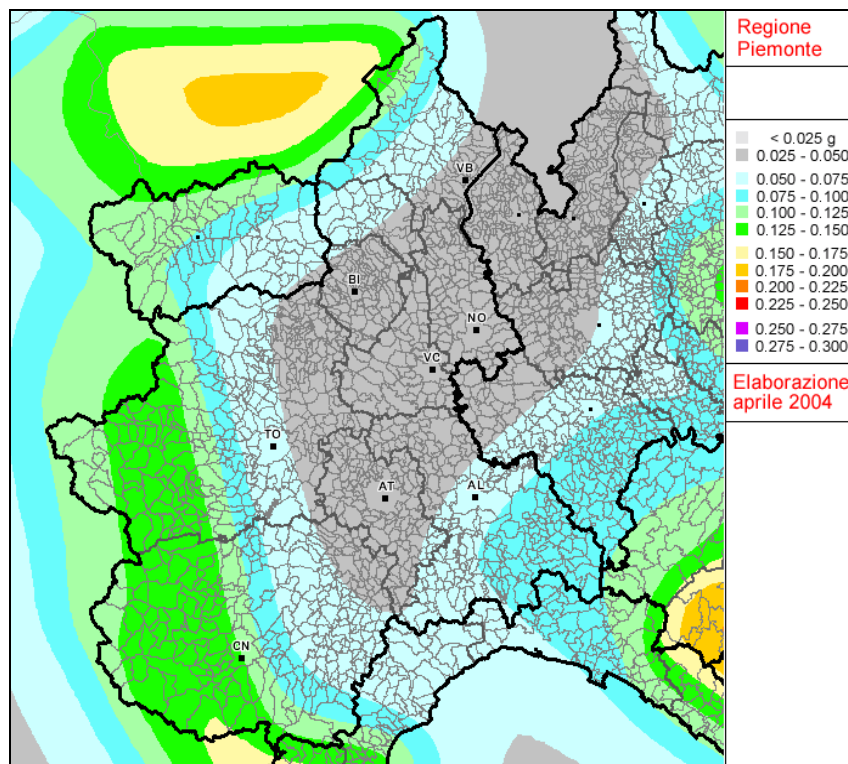 Regione
Piemonte
< 0.025 g
0.025 - 0.050
0.050 - 0.075
0.075 - 0.100
0.100 - 0.125
0.125 - 0.150
0.150 - 0.175
0.175 - 0.200
0.200 - 0.225
0.225 - 0.250
0.250 - 0.275
0.275 - 0.300
Elaborazione
aprile 2004
VB
BI
NO
VC
TO
AT
AL
CN